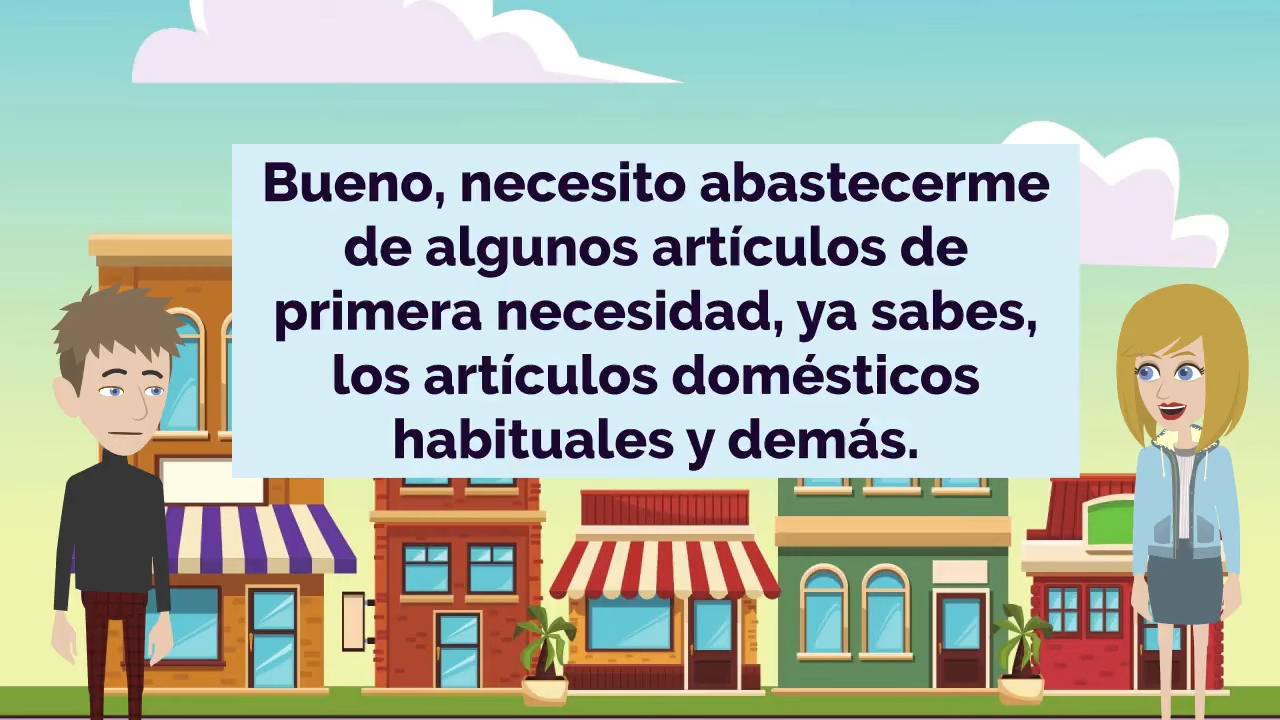 Bueno, necesito abastecerme
de algunos artículos de
primera necesidad, ya sabes,
los artículos domésticos
habituales y demás.